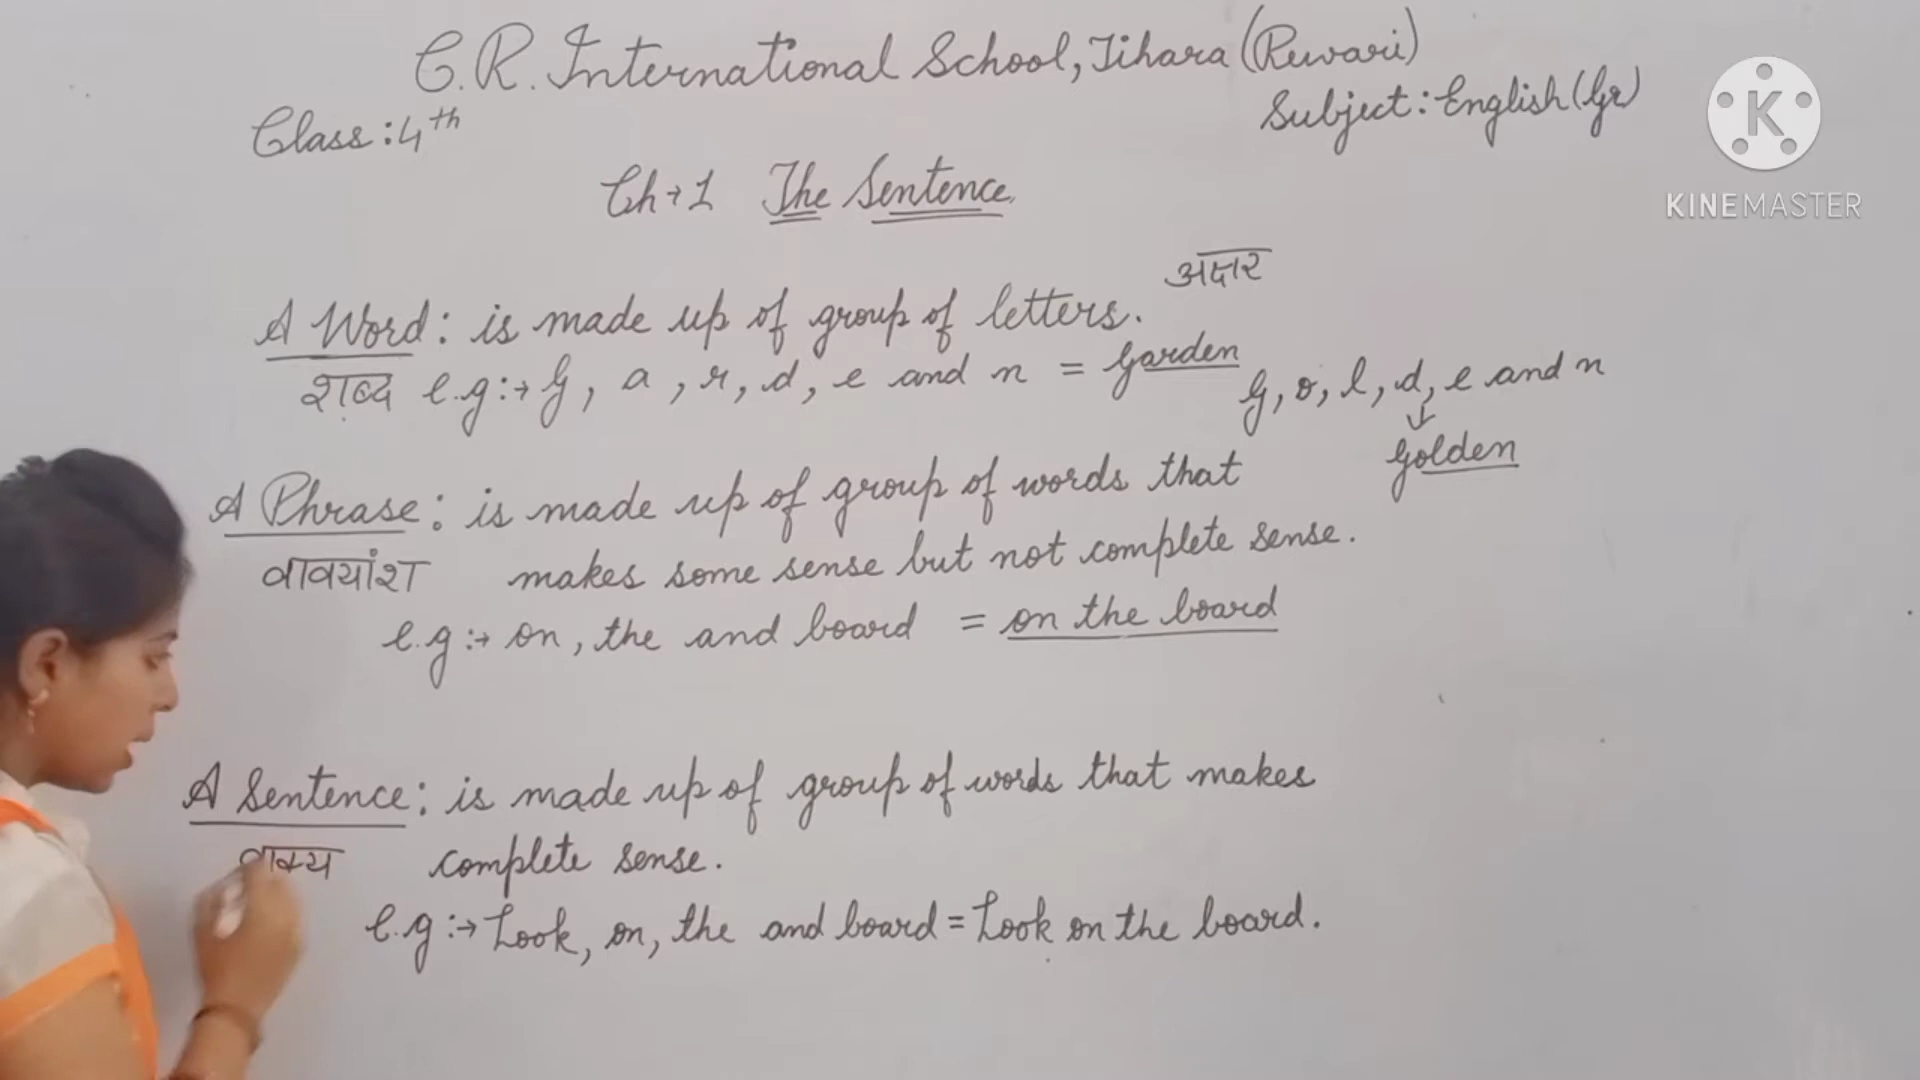 C.R. International School, Jihara (Rewari)
Class: 4th
Subject: English (Gr)
Ch → 1 The Sentence
अक्षर
A Word: is made up of group of letters.
शब्द e.g :→ G, a, r, d, e and n = Garden
G, o, l, d, e and n
↓
Golden
A Phrase: is made up of group of words that
वाक्यांश makes some sense but not complete sense.
e.g :→ on, the and board = on the board
A Sentence: is made up of group of words that makes
वाक्य complete sense.
e.g :→ Look, on, the and board = Look on the board.
K
KINEMASTER